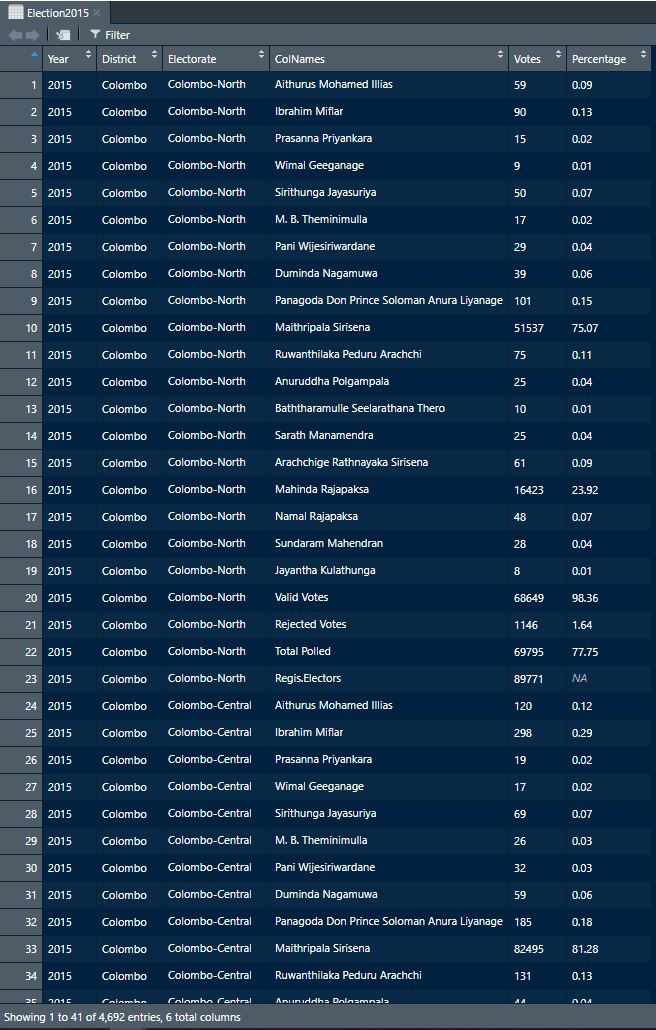 Election2015
Filter
Year District Electorate ColNames Votes Percentage
1 2015 Colombo Colombo-North Aithurus Mohamed Illias 59 0.09
2 2015 Colombo Colombo-North Ibrahim Miflar 90 0.13
3 2015 Colombo Colombo-North Prasanna Priyankara 15 0.02
4 2015 Colombo Colombo-North Wimal Geeganage 9 0.01
5 2015 Colombo Colombo-North Sirithunga Jayasuriya 50 0.07
6 2015 Colombo Colombo-North M. B. Theminimulla 17 0.02
7 2015 Colombo Colombo-North Pani Wijesiriwardane 29 0.04
8 2015 Colombo Colombo-North Duminda Nagamuwa 39 0.06
9 2015 Colombo Colombo-North Panagoda Don Prince Soloman Anura Liyanage 101 0.15
10 2015 Colombo Colombo-North Maithripala Sirisena 51537 75.07
11 2015 Colombo Colombo-North Ruwanthilaka Peduru Arachchi 75 0.11
12 2015 Colombo Colombo-North Anuruddha Polgampala 25 0.04
13 2015 Colombo Colombo-North Baththaramulle Seelarathana Thero 10 0.01
14 2015 Colombo Colombo-North Sarath Manamendra 25 0.04
15 2015 Colombo Colombo-North Arachchige Rathnayaka Sirisena 61 0.09
16 2015 Colombo Colombo-North Mahinda Rajapaksa 16423 23.92
17 2015 Colombo Colombo-North Namal Rajapaksa 48 0.07
18 2015 Colombo Colombo-North Sundaram Mahendran 28 0.04
19 2015 Colombo Colombo-North Jayantha Kulathunga 8 0.01
20 2015 Colombo Colombo-North Valid Votes 68649 98.36
21 2015 Colombo Colombo-North Rejected Votes 1146 1.64
22 2015 Colombo Colombo-North Total Polled 69795 77.75
23 2015 Colombo Colombo-North Regis.Electors 89771 NA
24 2015 Colombo Colombo-Central Aithurus Mohamed Illias 120 0.12
25 2015 Colombo Colombo-Central Ibrahim Miflar 298 0.29
26 2015 Colombo Colombo-Central Prasanna Priyankara 19 0.02
27 2015 Colombo Colombo-Central Wimal Geeganage 17 0.02
28 2015 Colombo Colombo-Central Sirithunga Jayasuriya 69 0.07
29 2015 Colombo Colombo-Central M. B. Theminimulla 26 0.03
30 2015 Colombo Colombo-Central Pani Wijesiriwardane 32 0.03
31 2015 Colombo Colombo-Central Duminda Nagamuwa 59 0.06
32 2015 Colombo Colombo-Central Panagoda Don Prince Soloman Anura Liyanage 185 0.18
33 2015 Colombo Colombo-Central Maithripala Sirisena 82495 81.28
34 2015 Colombo Colombo-Central Ruwanthilaka Peduru Arachchi 131 0.13
35 2015 Colombo Colombo-Central Anuruddha Polgampala 44 0.04
Showing 1 to 41 of 4,692 entries, 6 total columns